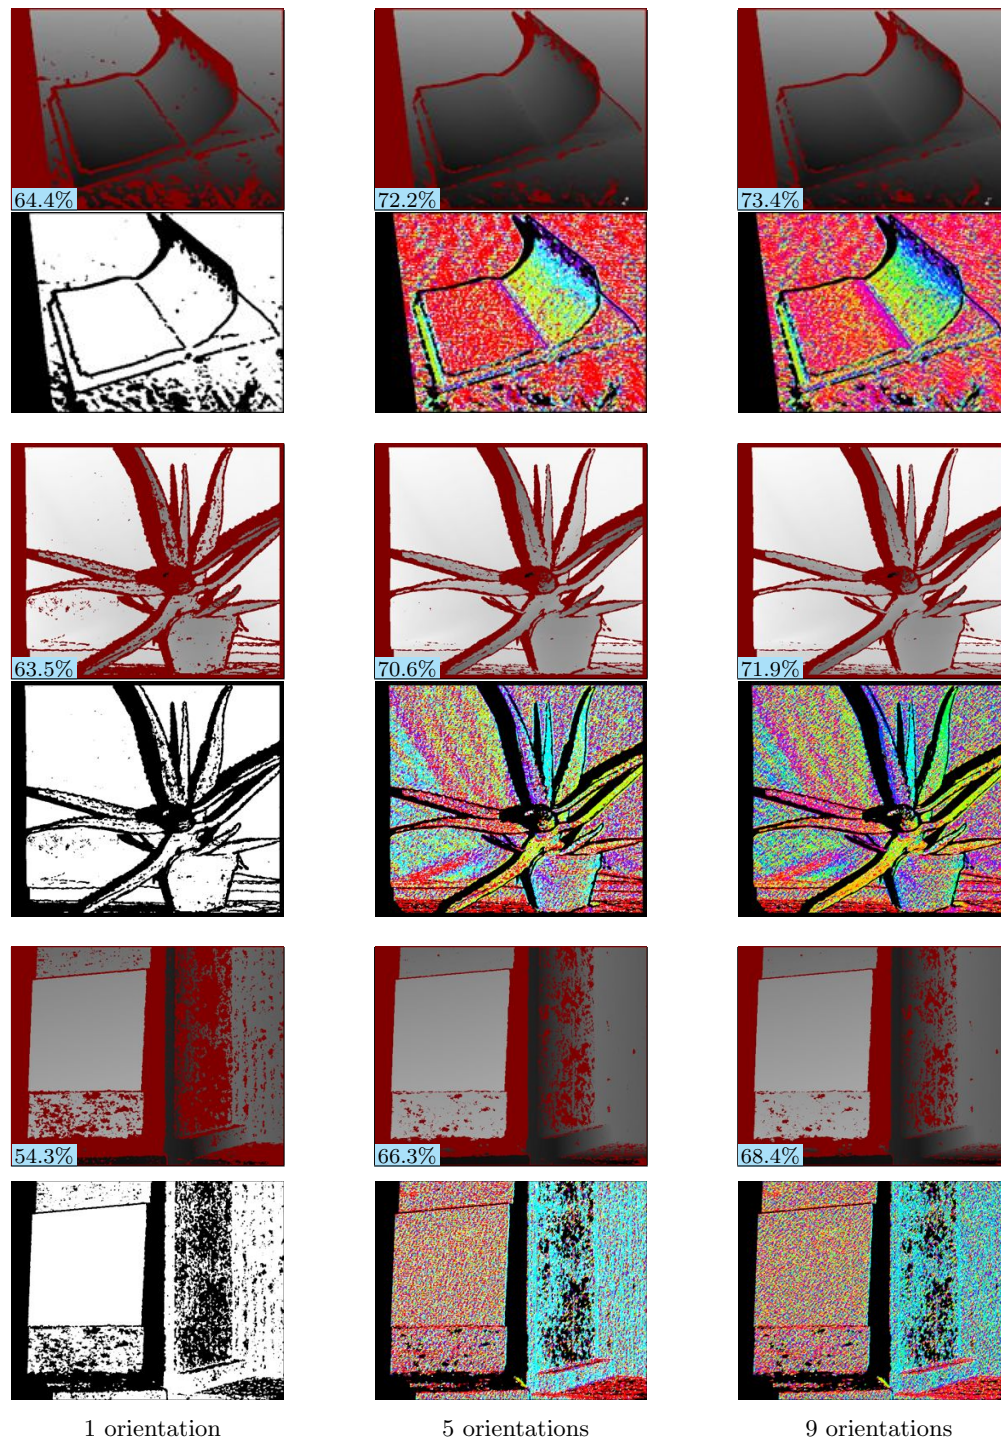 64.4% 72.2% 73.4%
63.5% 70.6% 71.9%
54.3% 66.3% 68.4%
1 orientation 5 orientations 9 orientations